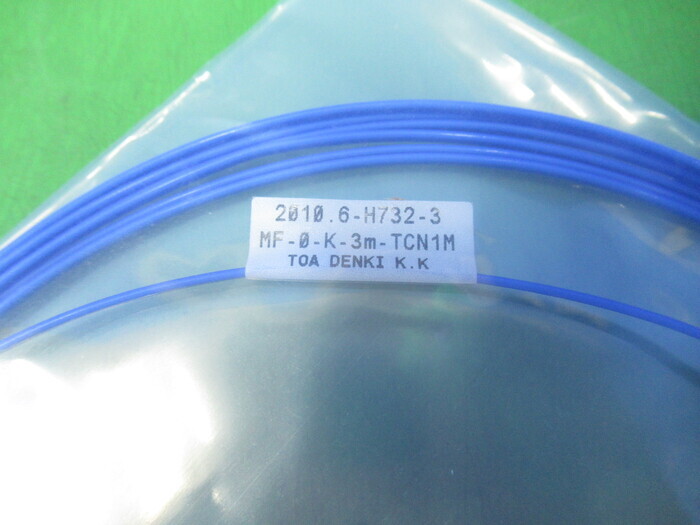 2010.6-H732-3
MF-0-K-3m-TCN1M
TOA DENKI K.K